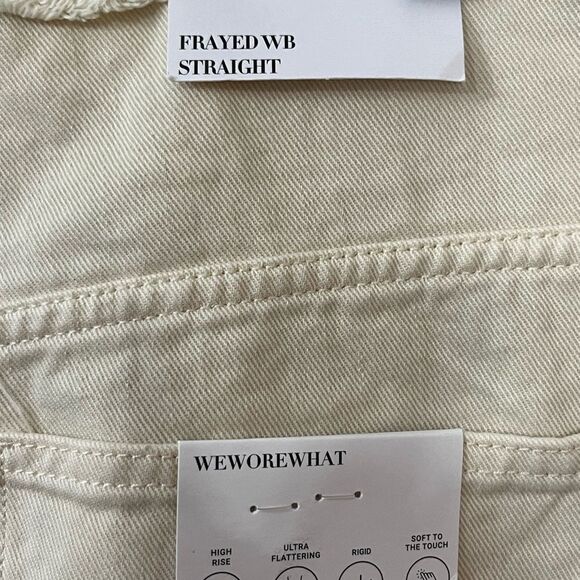 FRAYED WB
STRAIGHT
WEWOREWHAT
HIGH
RISE
ULTRA
FLATTERING
RIGID
SOFT TO
THE TOUCH